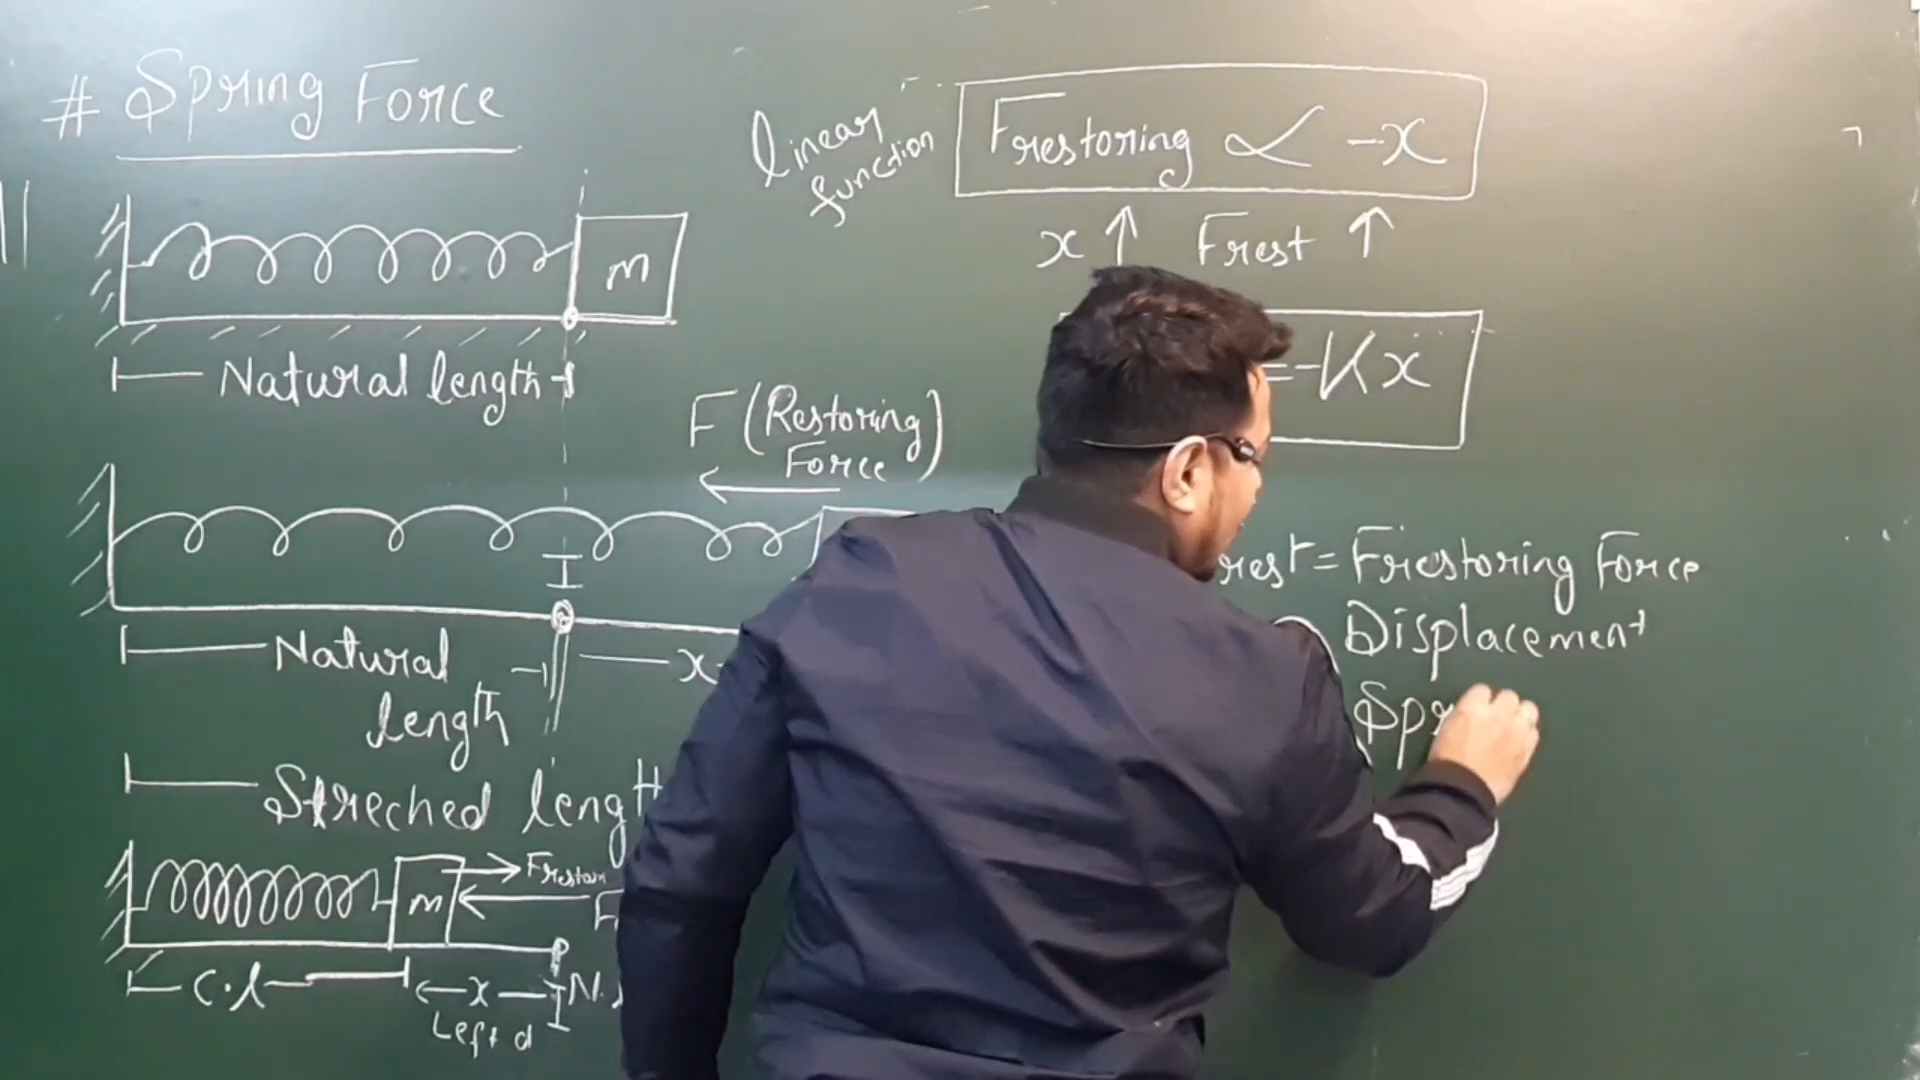 # Spring Force
m
Natural length
F (Restoring
Force)
Natural
length
x
Streched length
m
C.l
x
Left d
linear
function
Frestoring ∝ -x
x ↑ Frest ↑
= -Kx
rest = Frestoring Force
Displacement
Spr